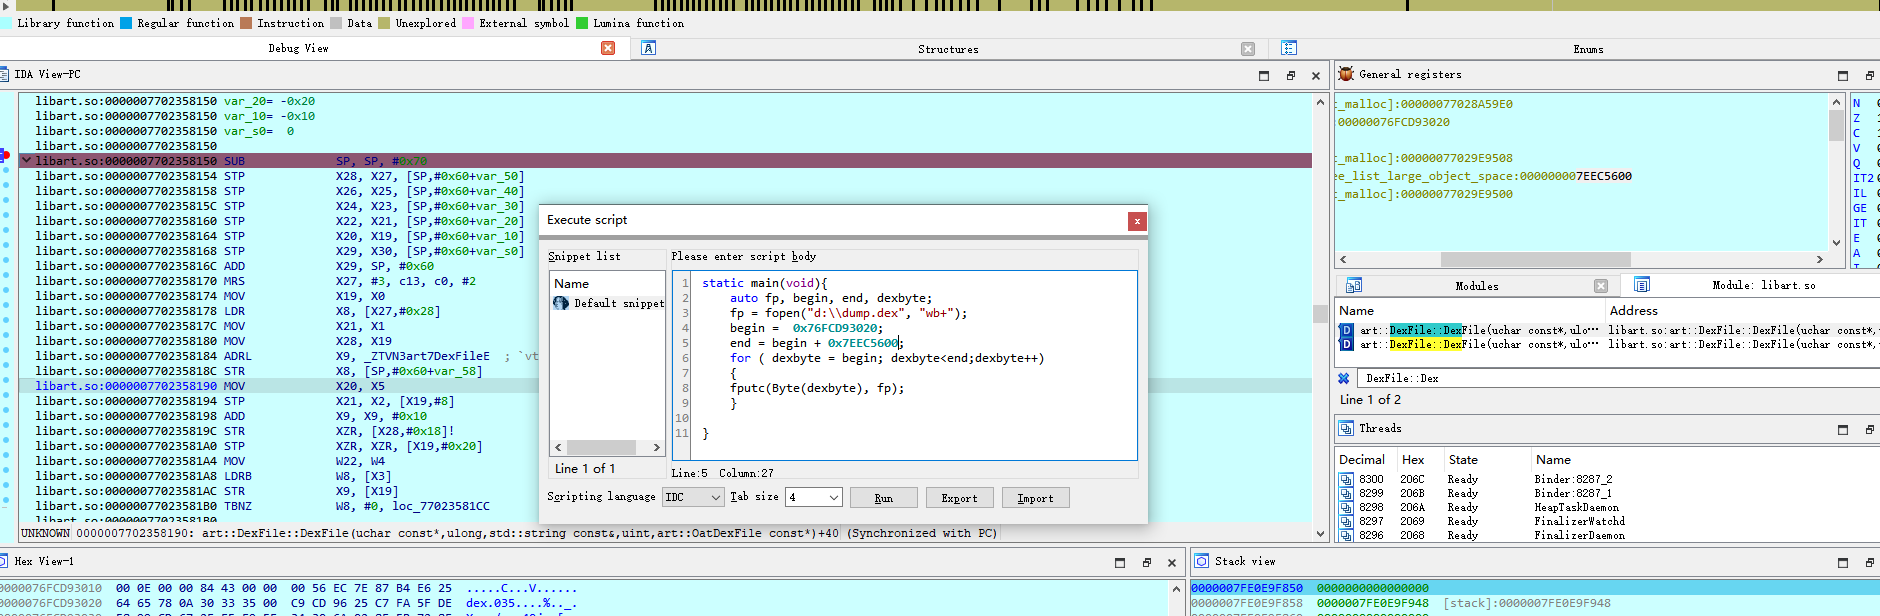 Library function Regular function Instruction Data Unexplored External symbol Lumina function
Debug View Structures Enums
IDA View-PC
libart.so:0000007702358150 var_20= -0x20
libart.so:0000007702358150 var_10= -0x10
libart.so:0000007702358150 var_s0= 0
libart.so:0000007702358150
libart.so:0000007702358150 SUB SP, SP, #0x70
libart.so:0000007702358154 STP X28, X27, [SP,#0x60+var_50]
libart.so:0000007702358158 STP X26, X25, [SP,#0x60+var_40]
libart.so:000000770235815C STP X24, X23, [SP,#0x60+var_30]
libart.so:0000007702358160 STP X22, X21, [SP,#0x60+var_20]
libart.so:0000007702358164 STP X20, X19, [SP,#0x60+var_10]
libart.so:0000007702358168 STP X29, X30, [SP,#0x60+var_s0]
libart.so:000000770235816C ADD X29, SP, #0x60
libart.so:0000007702358170 MRS X27, #3, c13, c0, #2
libart.so:0000007702358174 MOV X19, X0
libart.so:0000007702358178 LDR X8, [X27,#0x28]
libart.so:000000770235817C MOV X21, X1
libart.so:0000007702358180 MOV X28, X19
libart.so:0000007702358184 ADRL X9, _ZTVN3art7DexFileE ; `vt
libart.so:000000770235818C STR X8, [SP,#0x60+var_58]
libart.so:0000007702358190 MOV X20, X5
libart.so:0000007702358194 STP X21, X2, [X19,#8]
libart.so:0000007702358198 ADD X9, X9, #0x10
libart.so:000000770235819C STR XZR, [X28,#0x18]!
libart.so:00000077023581A0 STP XZR, XZR, [X19,#0x20]
libart.so:00000077023581A4 MOV W22, W4
libart.so:00000077023581A8 LDRB W8, [X3]
libart.so:00000077023581AC STR X9, [X19]
libart.so:00000077023581B0 TBNZ W8, #0, loc_77023581CC
libart.so:00000077023581B0
UNKNOWN 0000007702358190: art::DexFile::DexFile(uchar const*,ulong,std::string const&,uint,art::OatDexFile const*)+40 (Synchronized with PC)
Execute script
Snippet list
Name
Default snippet
Line 1 of 1
Please enter script body
1 static main(void){
2 auto fp, begin, end, dexbyte;
3 fp = fopen("d:\\dump.dex", "wb+");
4 begin = 0x76FCD93020;
5 end = begin + 0x7EEC5600;
6 for ( dexbyte = begin; dexbyte<end;dexbyte++)
7 {
8 fputc(Byte(dexbyte), fp);
9 }
10
11 }
Line:5 Column:27
Scripting language IDC Tab size 4 Run Export Import
General registers
_malloc]:00000077028A59E0
:00000076FCD93020
_malloc]:00000077029E9508
ee_list_large_object_space:000000007EEC5600
_malloc]:00000077029E9500
N
Z
C
V
Q
IT2
IL
GE
IT
E
A
Modules Module: libart.so
Name Address
art::DexFile::DexFile(uchar const*,ulo··· libart.so:art::DexFile::DexFile(uchar const*,
art::DexFile::DexFile(uchar const*,ulo··· libart.so:art::DexFile::DexFile(uchar const*,
DexFile::Dex
Line 1 of 2
Threads
Decimal Hex State Name
8300 206C Ready Binder:8287_2
8299 206B Ready Binder:8287_1
8298 206A Ready HeapTaskDaemon
8297 2069 Ready FinalizerWatchd
8296 2068 Ready FinalizerDaemon
Hex View-1
0000076FCD93010 00 0E 00 00 84 43 00 00 00 56 EC 7E 87 B4 E6 25 .....C...V......
0000076FCD93020 64 65 78 0A 30 33 35 00 C9 CD 96 25 C7 FA 5F DE dex.035....%.._.
Stack view
0000007FE0E9F850 0000000000000000
0000007FE0E9F858 0000007FE0E9F948 [stack]:0000007FE0E9F948